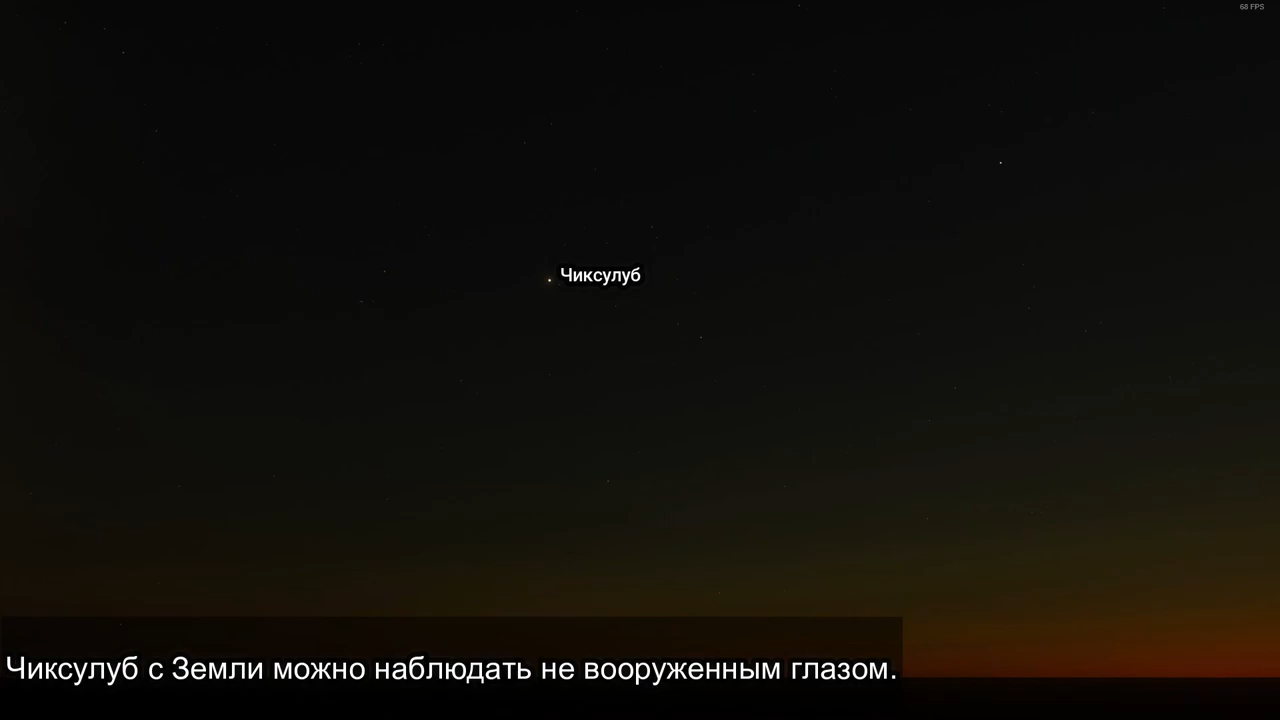 68 FPS
Чиксулуб
Чиксулуб с Земли можно наблюдать не вооруженным глазом.